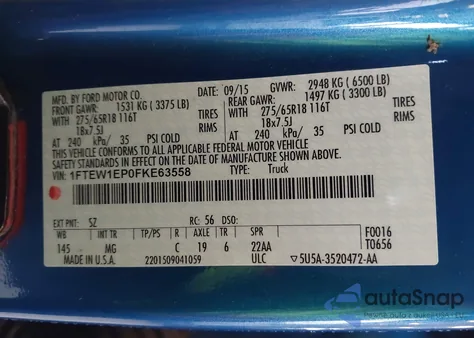 MFD. BY FORD MOTOR CO.
09/15 GVWR: 2948 KG (6500 LB)
FRONT GAWR: 1531 KG (3375 LB) REAR GAWR: 1497 KG (3300 LB)
WITH 275/65R18 116T TIRES WITH 275/65R18 116T TIRES
18x7.5J RIMS 18x7.5J RIMS
AT 240 kPa/ 35 PSI COLD AT 240 kPa/ 35 PSI COLD
THIS VEHICLE CONFORMS TO ALL APPLICABLE FEDERAL MOTOR VEHICLE
SAFETY STANDARDS IN EFFECT ON THE DATE OF MANUFACTURE SHOWN ABOVE.
VIN: 1FTEW1EP0FKE63558 TYPE: Truck
EXT PNT: SZ RC: 56 DSO: F0016
WB INT TR TP/PS R AXLE TR SPR T0656
145 MG C 19 6 22AA
MADE IN U.S.A. 2201509041059 ULC ▽5U5A-3520472-AA
autoSnap